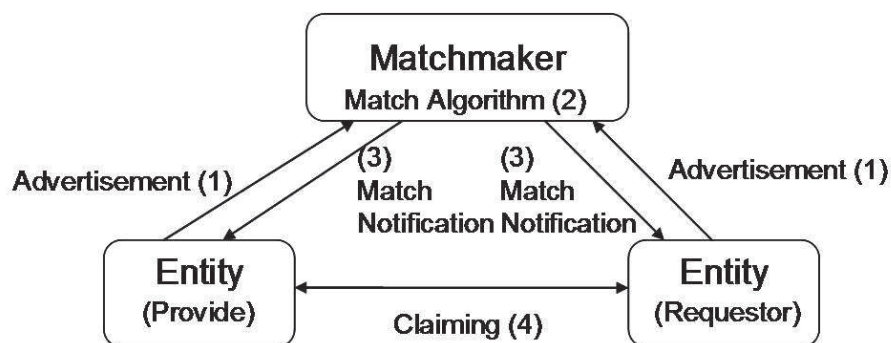 Matchmaker
Match Algorithm (2)
Advertisement (1)
(3)
Match
Notification
(3)
Match
Notification
Advertisement (1)
Entity
(Provide)
Claiming (4)
Entity
(Requestor)